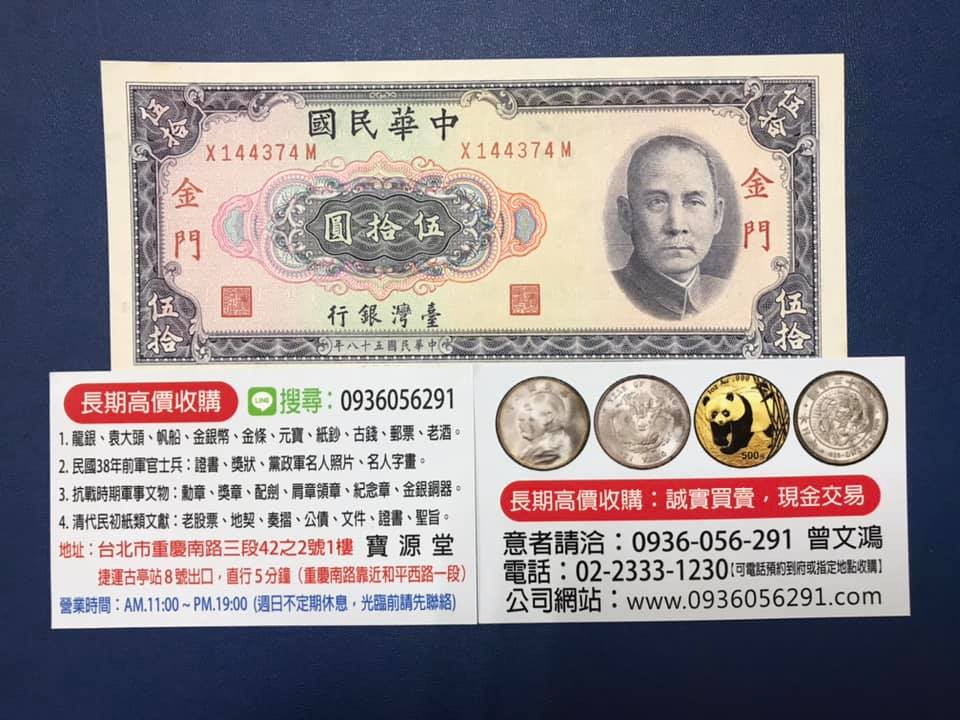 中華民國
X144374M
X144374M
金門
金門
伍拾
伍拾
伍拾圓
伍拾
伍拾
臺灣銀行
中華民國五十八年
長期高價收購 LINE 搜尋：0936056291
1. 龍銀、袁大頭、帆船、金銀幣、金條、元寶、紙鈔、古錢、郵票、老酒。
2. 民國38年前軍官士兵：證書、獎狀、黨政軍名人照片、名人字畫。
3. 抗戰時期軍事文物：勳章、獎章、配劍、肩章領章、紀念章、金銀銅器。
4. 清代民初紙類文獻：老股票、地契、奏摺、公債、文件、證書、聖旨。
地址：台北市重慶南路三段42之2號1樓 寶源堂
捷運古亭站8號出口，直行5分鐘（重慶南路靠近和平西路一段）
營業時間：AM.11:00 ~ PM.19:00 (週日不定期休息，光臨前請先聯絡)
500元
長期高價收購：誠實買賣，現金交易
意者請洽：0936-056-291 曾文鴻
電話：02-2333-1230【可電話預約到府或指定地點收購】
公司網站：www.0936056291.com